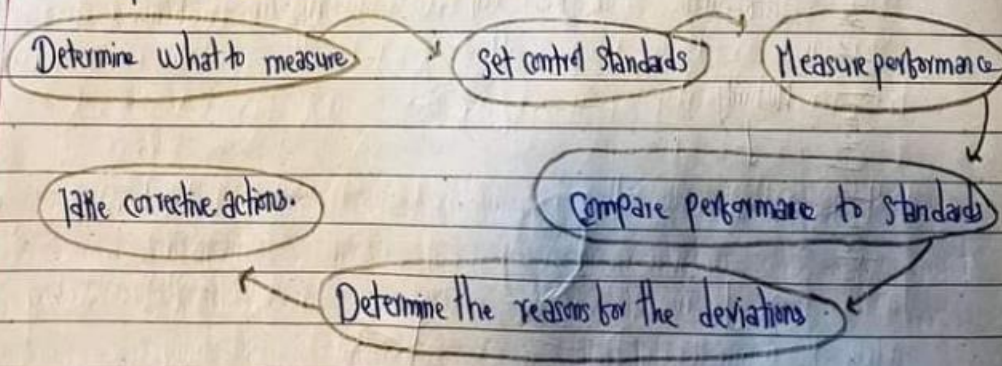 Determine What to measure
Set control Standards
Measure performance
Compare performance to Standards
Determine the reasons for the deviations
Take corrective actions.